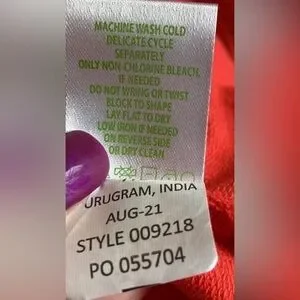 MACHINE WASH COLD
DELICATE CYCLE
SEPARATELY
ONLY NON-CHLORINE BLEACH,
IF NEEDED
DO NOT WRING OR TWIST
BLOCK TO SHAPE
LAY FLAT TO DRY
LOW IRON IF NEEDED
ON REVERSE SIDE
OR DRY CLEAN
URUGRAM, INDIA
AUG-21
STYLE 009218
PO 055704